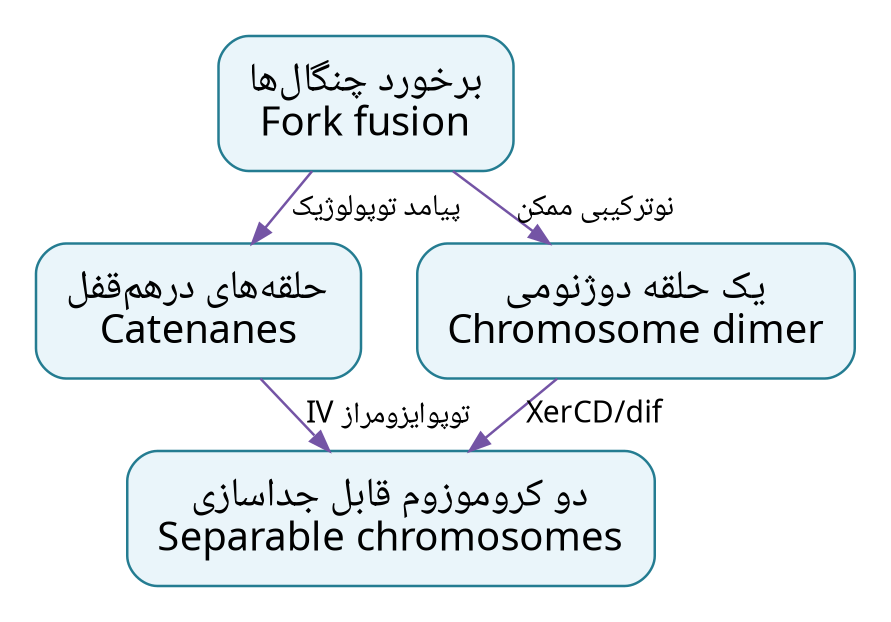 برخورد چنگال‌ها
Fork fusion
پیامد توپولوژیک
نوترکیبی ممکن
حلقه‌های درهم‌قفل
Catenanes
یک حلقه دوژنومی
Chromosome dimer
توپوایزومراز IV
XerCD/dif
دو کروموزوم قابل جداسازی
Separable chromosomes